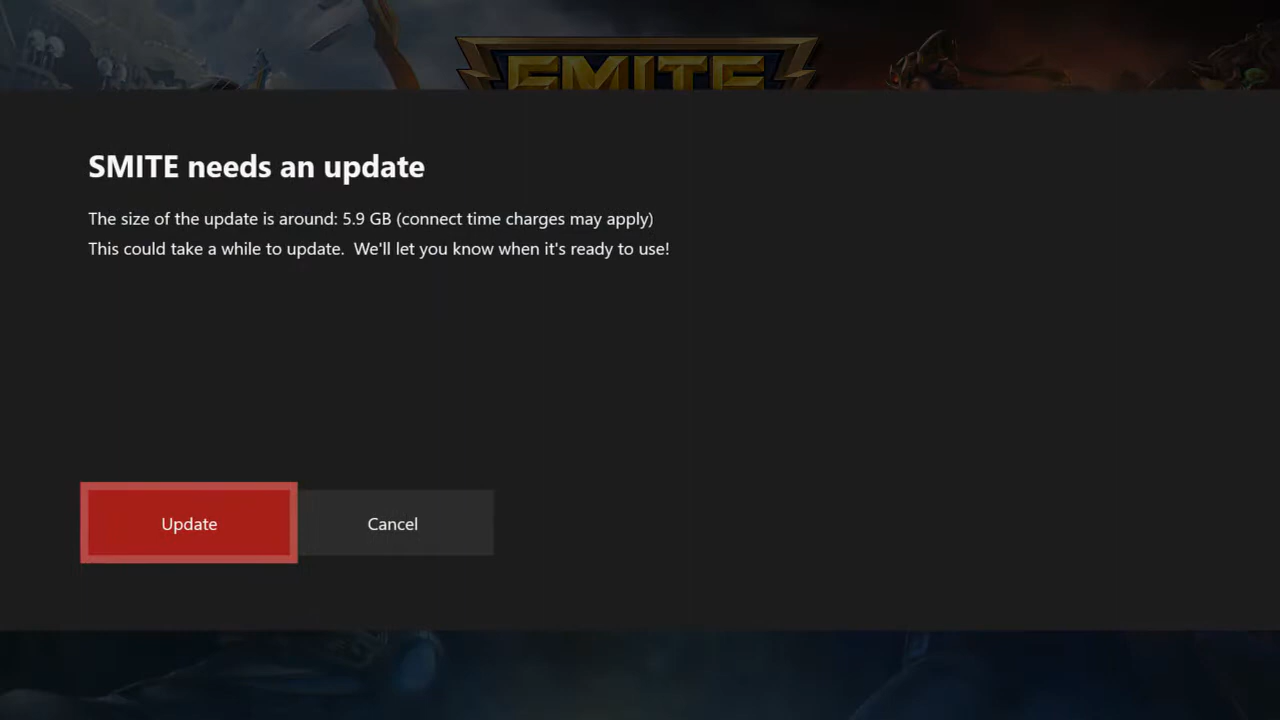 SMITE
SMITE needs an update
The size of the update is around: 5.9 GB (connect time charges may apply)
This could take a while to update.  We'll let you know when it's ready to use!
Update
Cancel